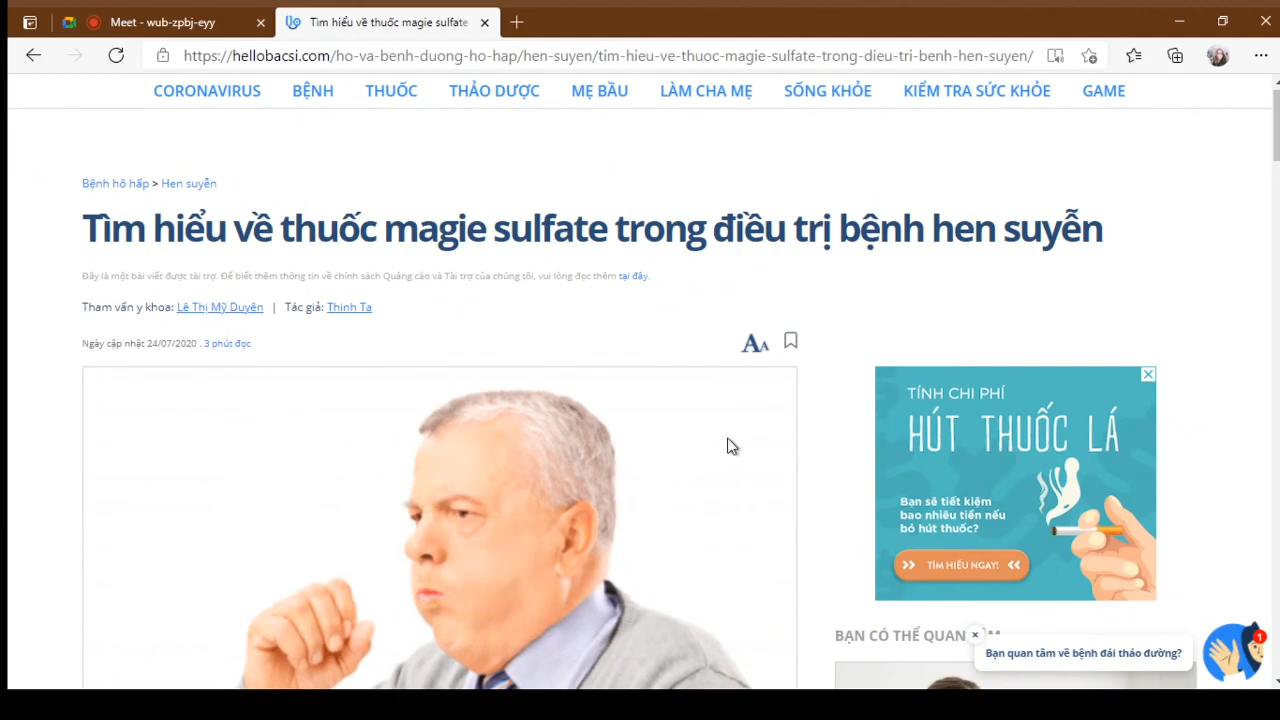 Meet - wub-zpbj-eyy
Tìm hiểu về thuốc magie sulfate
https://hellobacsi.com/ho-va-benh-duong-ho-hap/hen-suyen/tim-hieu-ve-thuoc-magie-sulfate-trong-dieu-tri-benh-hen-suyen/
CORONAVIRUS BỆNH THUỐC THẢO DƯỢC MẸ BẦU LÀM CHA MẸ SỐNG KHỎE KIỂM TRA SỨC KHỎE GAME
Bệnh hô hấp > Hen suyễn
Tìm hiểu về thuốc magie sulfate trong điều trị bệnh hen suyễn
Đây là một bài viết được tài trợ. Để biết thêm thông tin về chính sách Quảng cáo và Tài trợ của chúng tôi, vui lòng đọc thêm tại đây.
Tham vấn y khoa: Lê Thị Mỹ Duyên | Tác giả: Thinh Ta
Ngày cập nhật 24/07/2020 . 3 phút đọc
AA
TÍNH CHI PHÍ
HÚT THUỐC LÁ
Bạn sẽ tiết kiệm
bao nhiêu tiền nếu
bỏ hút thuốc?
TÌM HIỂU NGAY!
BẠN CÓ THỂ QUAN
Bạn quan tâm về bệnh đái tháo đường?
1